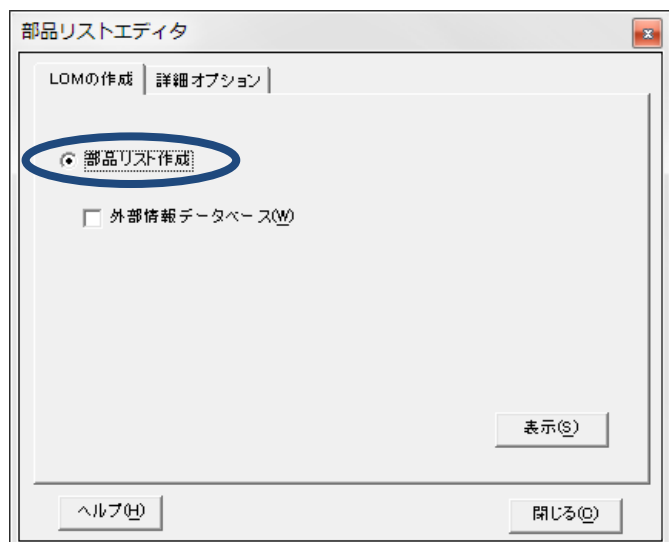 部品リストエディタ
LOMの作成 詳細オプション
部品リスト作成
外部情報データベース(W)
表示(S)
ヘルプ(H) 閉じる(C)